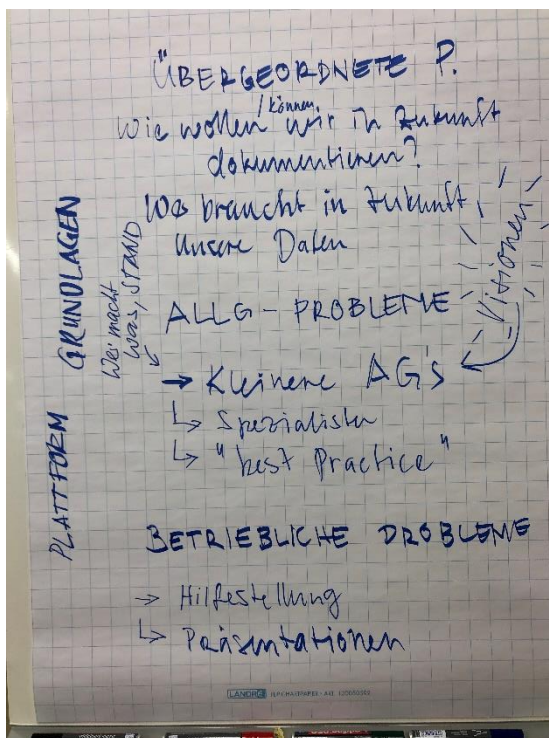 ÜBERGEORDNETE P.
/können
Wie wollen wir in Zukunft
dokumentieren?
Was braucht in Zukunft
unsere Daten
Visionen
GRUNDLAGEN
Wer macht
was, STAND
ALLG - PROBLEME
→ Kleinere AG's
↳ Spezialisten
↳ "best Practice"
PLATTFORM
BETRIEBLICHE PROBLEME
→ Hilfestellung
↳ Präsentationen
LANDRÉ